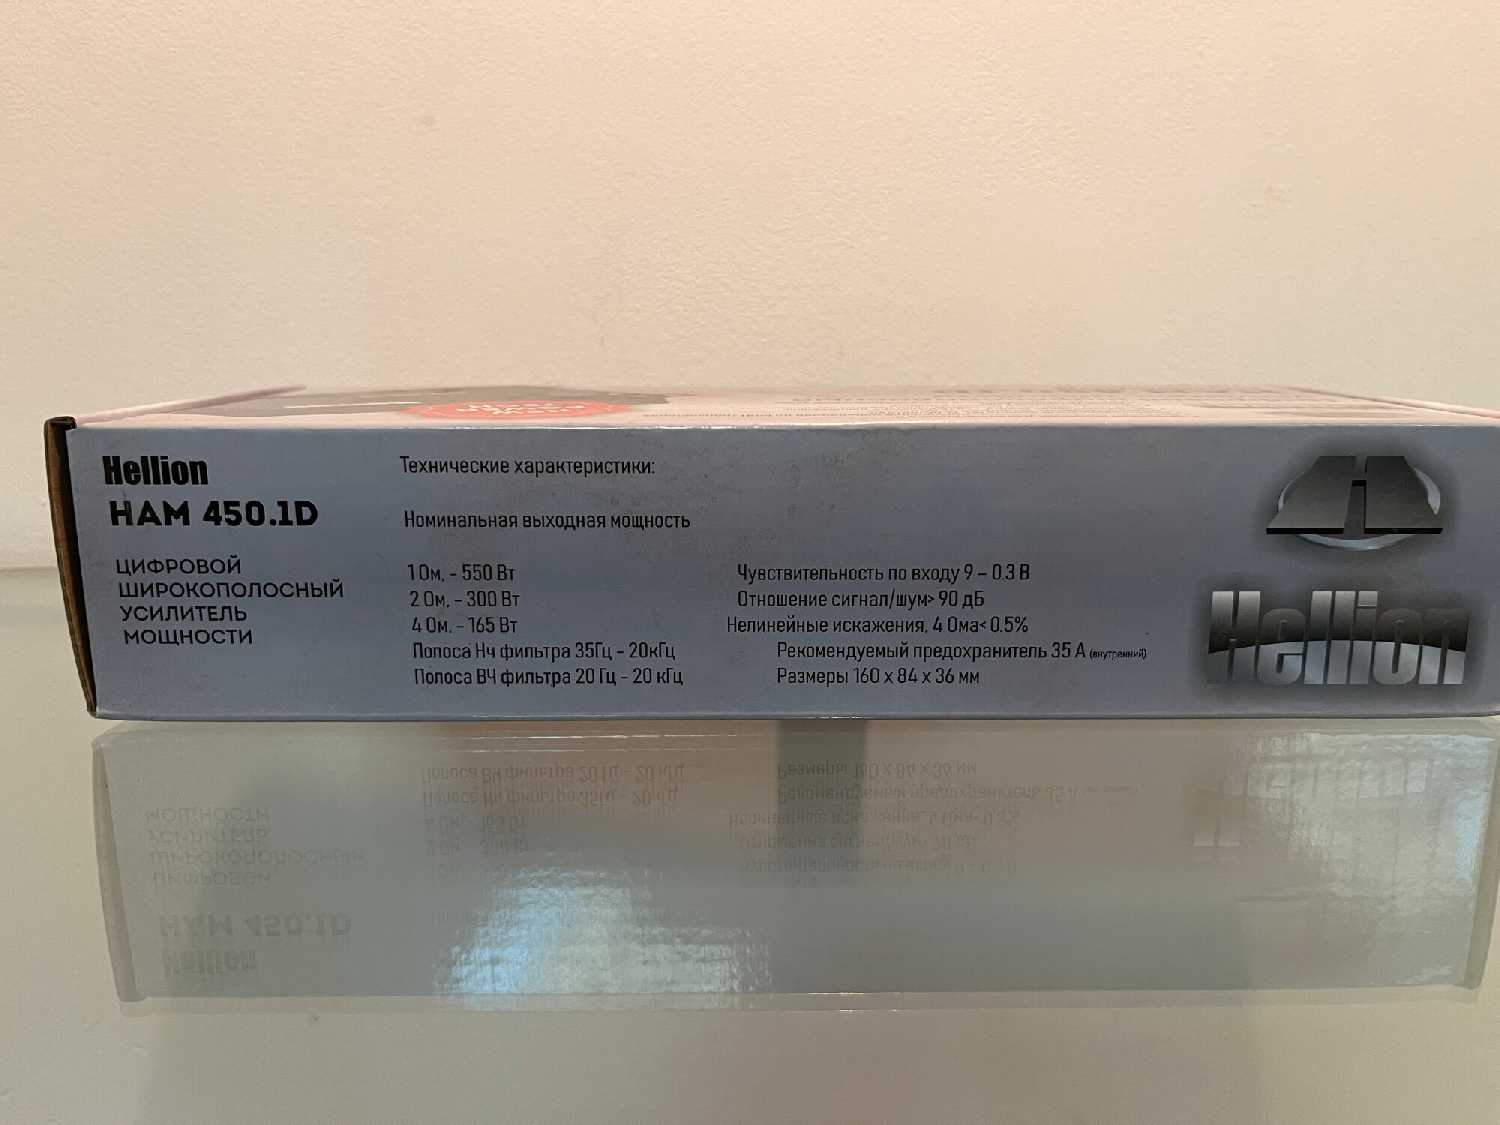 Hellion
HAM 450.1D
ЦИФРОВОЙ
ШИРОКОПОЛОСНЫЙ
УСИЛИТЕЛЬ
МОЩНОСТИ
Технические характеристики:
Номинальная выходная мощность
1 Ом, - 550 Вт
2 Ом, - 300 Вт
4 Ом. - 165 Вт
Полоса НЧ фильтра 35Гц - 20кГц
Полоса ВЧ фильтра 20 Гц - 20 кГц
Чувствительность по входу 9 – 0.3 В
Отношение сигнал/шум> 90 дБ
Нелинейные искажения, 4 Ома< 0.5%
Рекомендуемый предохранитель 35 А (внутренний)
Размеры 160 x 84 x 36 мм
Hellion